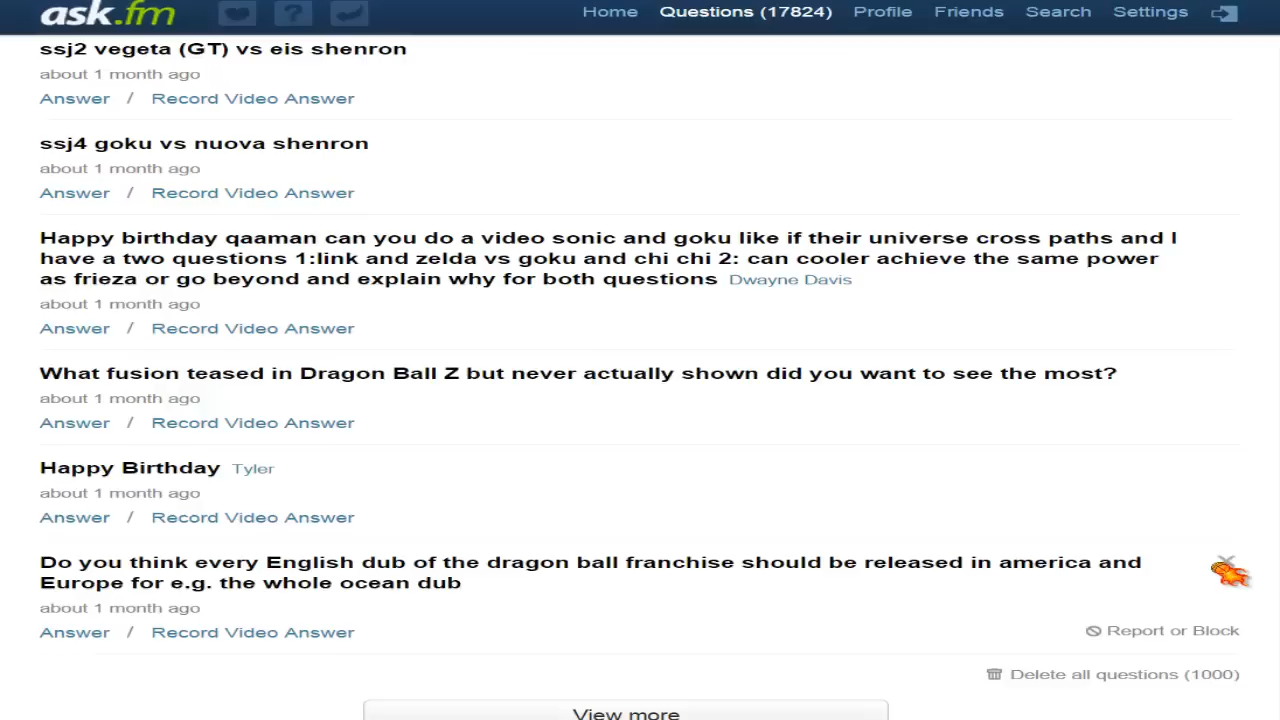 ask.fm ? Home Questions (17824) Profile Friends Search Settings
ssj2 vegeta (GT) vs eis shenron
about 1 month ago
Answer / Record Video Answer
ssj4 goku vs nuova shenron
about 1 month ago
Answer / Record Video Answer
Happy birthday qaaman can you do a video sonic and goku like if their universe cross paths and I
have a two questions 1:link and zelda vs goku and chi chi 2: can cooler achieve the same power
as frieza or go beyond and explain why for both questions Dwayne Davis
about 1 month ago
Answer / Record Video Answer
What fusion teased in Dragon Ball Z but never actually shown did you want to see the most?
about 1 month ago
Answer / Record Video Answer
Happy Birthday Tyler
about 1 month ago
Answer / Record Video Answer
Do you think every English dub of the dragon ball franchise should be released in america and
Europe for e.g. the whole ocean dub
about 1 month ago
Answer / Record Video Answer
Report or Block
Delete all questions (1000)
View more